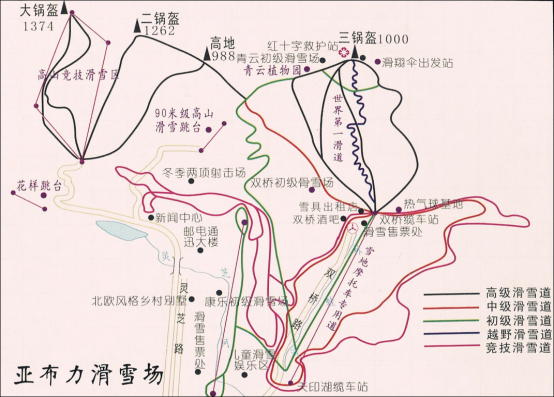 大锅盔
1374
二锅盔
1262
高地
988
三锅盔1000
红十字救护站
青云初级滑雪场
青云植物园
滑翔伞出发站
高山竞技滑雪区
90米级高山
滑雪跳台
世界第一滑道
花样跳台
冬季两项射击场
双桥初级骨雪场
雪具出租店
双桥酒吧
热气球基地
双桥缆车站
滑雪售票处
新闻中心
邮电通
迅大楼
北欧风格乡村别墅
康乐初级滑雪场
滑雪售票处
灵芝路
双桥路
雪地摩托车专用道
儿童滑雪
娱乐区
天印湖缆车站
高级滑雪道
中级滑雪道
初级滑雪道
越野滑雪道
竞技滑雪道
亚布力滑雪场